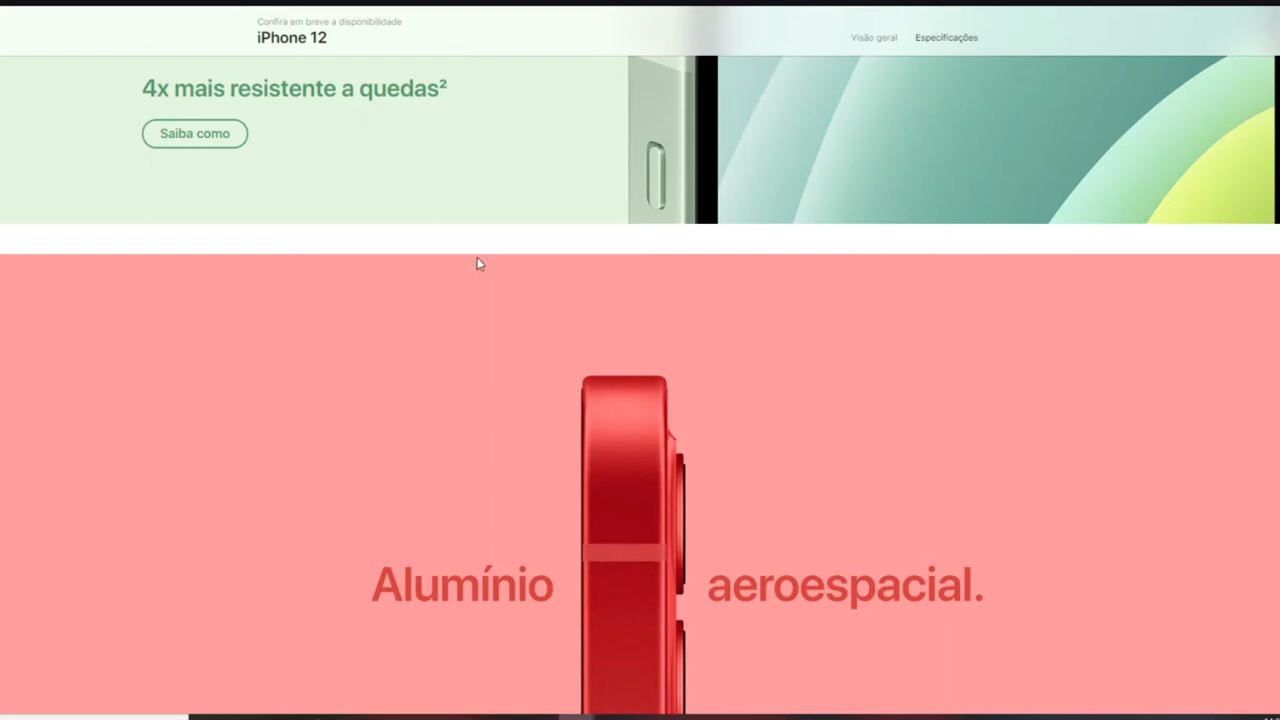 Confira em breve a disponibilidade
iPhone 12
Visão geral
Especificações
4x mais resistente a quedas²
Saiba como
Alumínio aeroespacial.